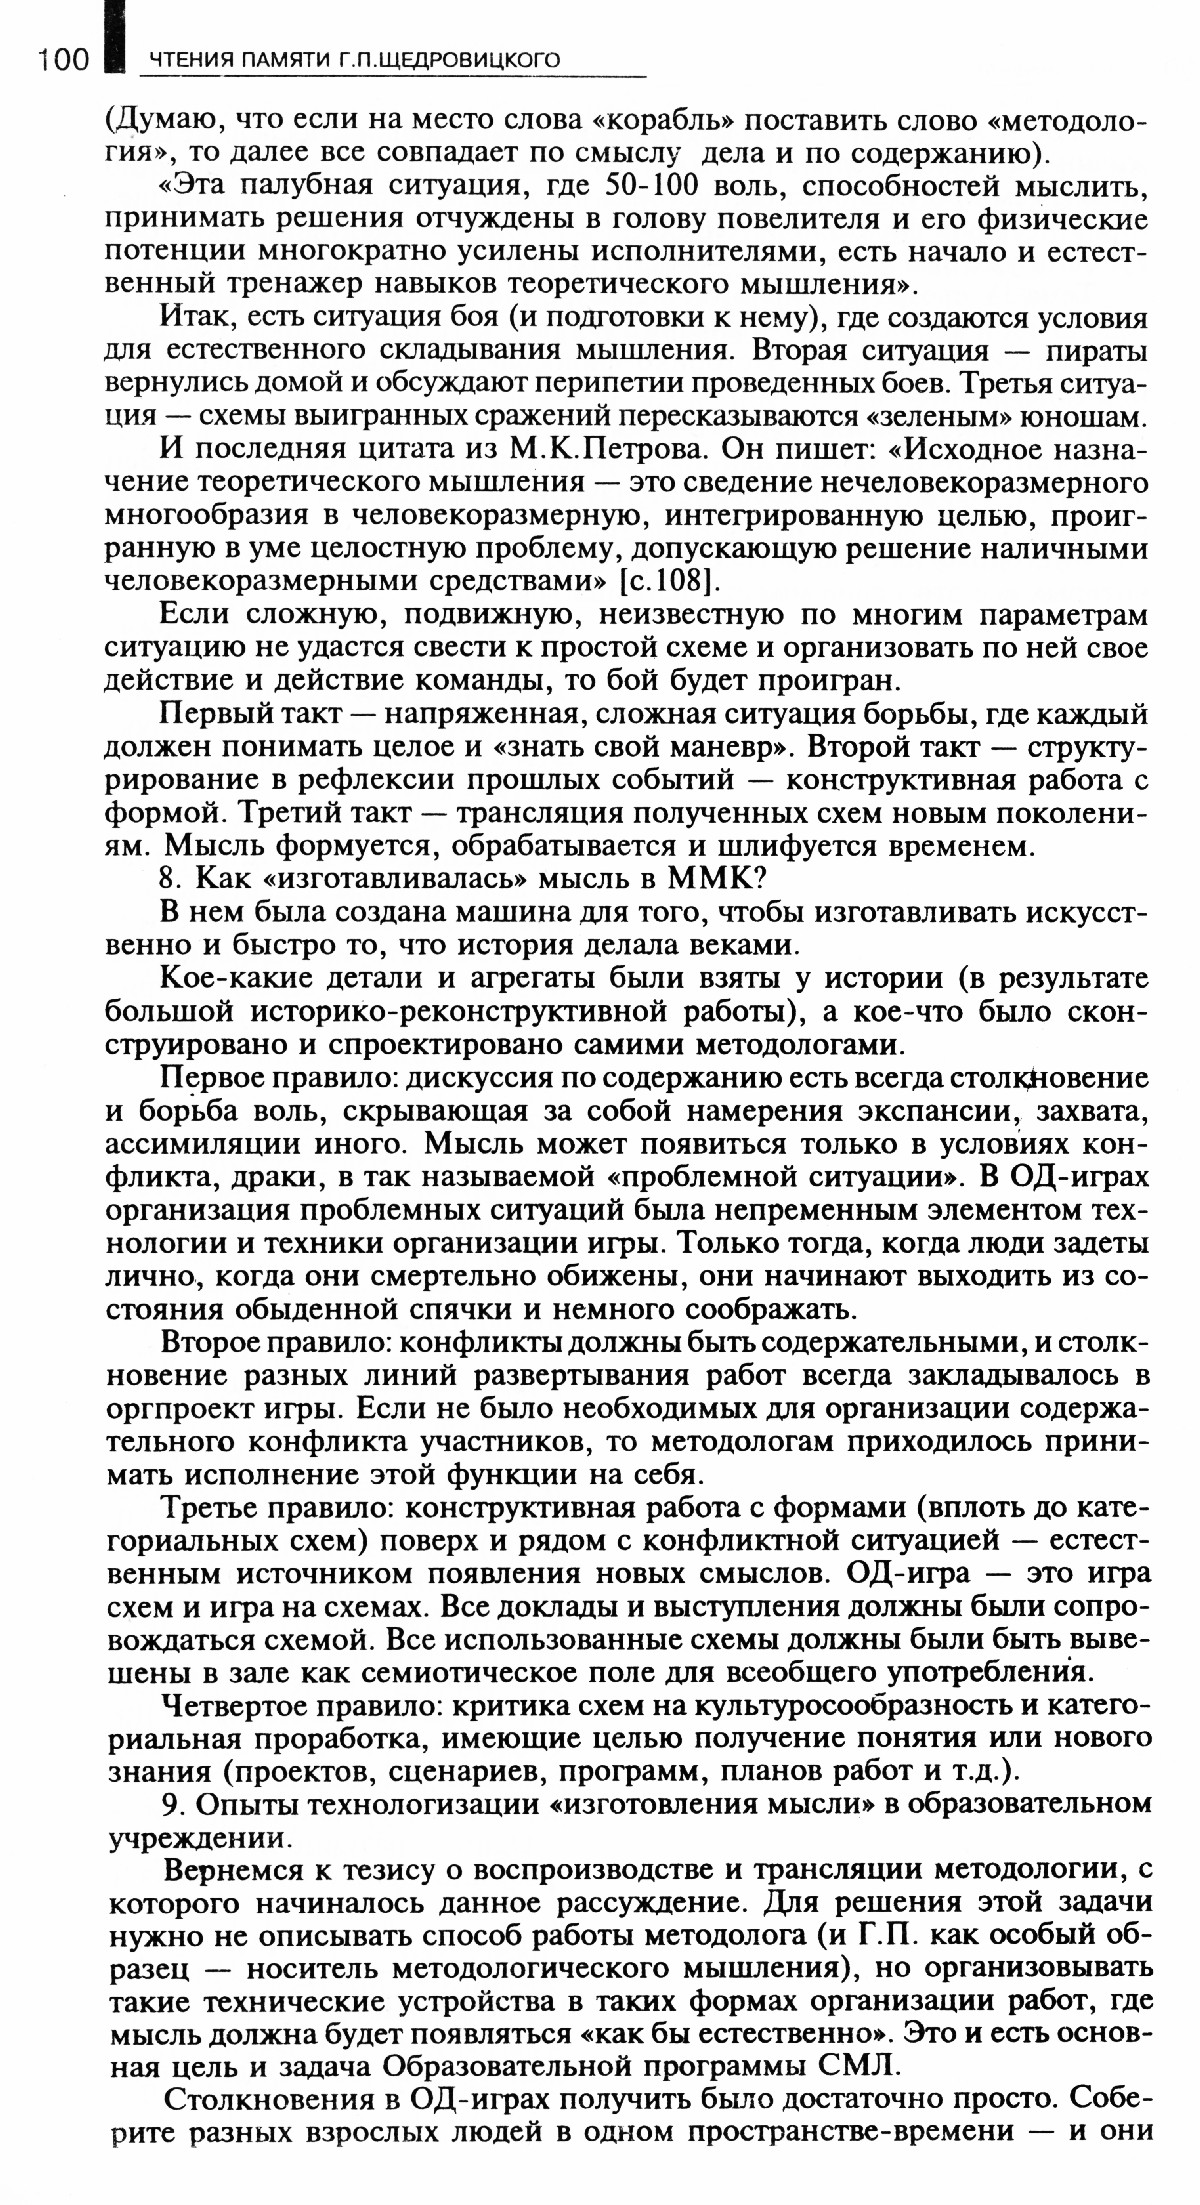 100 ЧТЕНИЯ ПАМЯТИ Г.П.ЩЕДРОВИЦКОГО
(Думаю, что если на место слова «корабль» поставить слово «методоло-
гия», то далее все совпадает по смыслу дела и по содержанию).
«Эта палубная ситуация, где 50-100 воль, способностей мыслить,
принимать решения отчуждены в голову повелителя и его физические
потенции многократно усилены исполнителями, есть начало и естест-
венный тренажер навыков теоретического мышления».
Итак, есть ситуация боя (и подготовки к нему), где создаются условия
для естественного складывания мышления. Вторая ситуация — пираты
вернулись домой и обсуждают перипетии проведенных боев. Третья ситуа-
ция — схемы выигранных сражений пересказываются «зеленым» юношам.
И последняя цитата из М.К.Петрова. Он пишет: «Исходное назна-
чение теоретического мышления — это сведение нечеловекоразмерного
многообразия в человекоразмерную, интегрированную целью, проиг-
ранную в уме целостную проблему, допускающую решение наличными
человекоразмерными средствами» [с.108].
Если сложную, подвижную, неизвестную по многим параметрам
ситуацию не удастся свести к простой схеме и организовать по ней свое
действие и действие команды, то бой будет проигран.
Первый такт — напряженная, сложная ситуация борьбы, где каждый
должен понимать целое и «знать свой маневр». Второй такт — структу-
рирование в рефлексии прошлых событий — конструктивная работа с
формой. Третий такт — трансляция полученных схем новым поколени-
ям. Мысль формуется, обрабатывается и шлифуется временем.
8. Как «изготавливалась» мысль в ММК?
В нем была создана машина для того, чтобы изготавливать искусст-
венно и быстро то, что история делала веками.
Кое-какие детали и агрегаты были взяты у истории (в результате
большой историко-реконструктивной работы), а кое-что было скон-
струировано и спроектировано самими методологами.
Первое правило: дискуссия по содержанию есть всегда столкновение
и борьба воль, скрывающая за собой намерения экспансии, захвата,
ассимиляции иного. Мысль может появиться только в условиях кон-
фликта, драки, в так называемой «проблемной ситуации». В ОД-играх
организация проблемных ситуаций была непременным элементом тех-
нологии и техники организации игры. Только тогда, когда люди задеты
лично, когда они смертельно обижены, они начинают выходить из со-
стояния обыденной спячки и немного соображать.
Второе правило: конфликты должны быть содержательными, и столк-
новение разных линий развертывания работ всегда закладывалось в
оргпроект игры. Если не было необходимых для организации содержа-
тельного конфликта участников, то методологам приходилось прини-
мать исполнение этой функции на себя.
Третье правило: конструктивная работа с формами (вплоть до кате-
гориальных схем) поверх и рядом с конфликтной ситуацией — естест-
венным источником появления новых смыслов. ОД-игра — это игра
схем и игра на схемах. Все доклады и выступления должны были сопро-
вождаться схемой. Все использованные схемы должны были быть выве-
шены в зале как семиотическое поле для всеобщего употребления.
Четвертое правило: критика схем на культуросообразность и катего-
риальная проработка, имеющие целью получение понятия или нового
знания (проектов, сценариев, программ, планов работ и т.д.).
9. Опыты технологизации «изготовления мысли» в образовательном
учреждении.
Вернемся к тезису о воспроизводстве и трансляции методологии, с
которого начиналось данное рассуждение. Для решения этой задачи
нужно не описывать способ работы методолога (и Г.П. как особый об-
разец — носитель методологического мышления), но организовывать
такие технические устройства в таких формах организации работ, где
мысль должна будет появляться «как бы естественно». Это и есть основ-
ная цель и задача Образовательной программы СМЛ.
Столкновения в ОД-играх получить было достаточно просто. Собе-
рите разных взрослых людей в одном пространстве-времени — и они